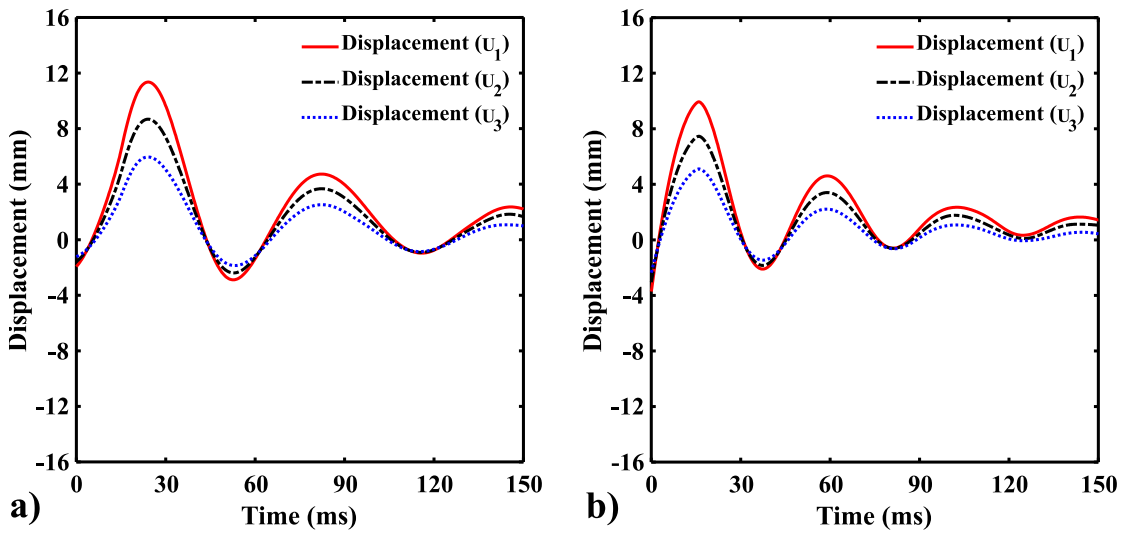 16
12
8
4
0
-4
-8
-12
-16
Displacement (mm)
Displacement (U1)
Displacement (U2)
Displacement (U3)
0 30 60 90 120 150
Time (ms)
a)
16
12
8
4
0
-4
-8
-12
-16
Displacement (mm)
Displacement (U1)
Displacement (U2)
Displacement (U3)
0 30 60 90 120 150
Time (ms)
b)